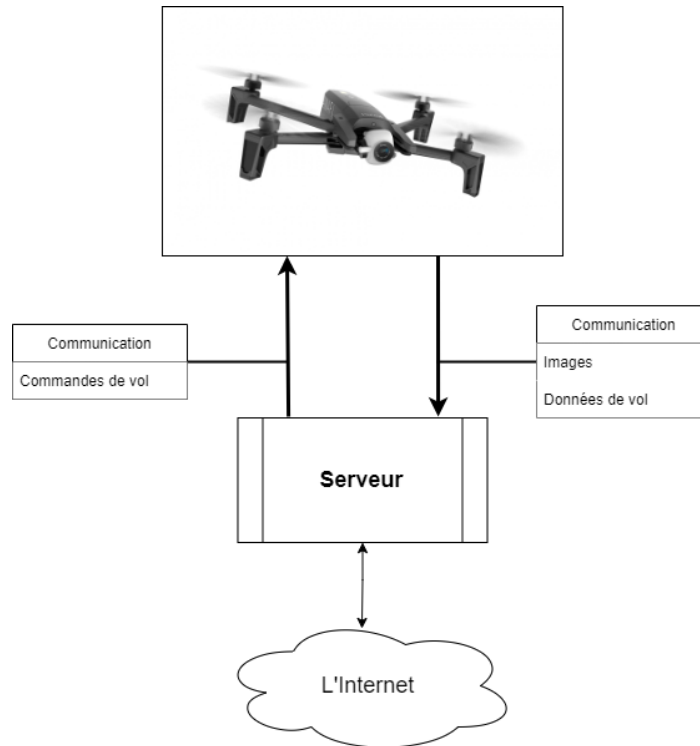 Communication
Commandes de vol
Communication
Images
Données de vol
Serveur
L'Internet